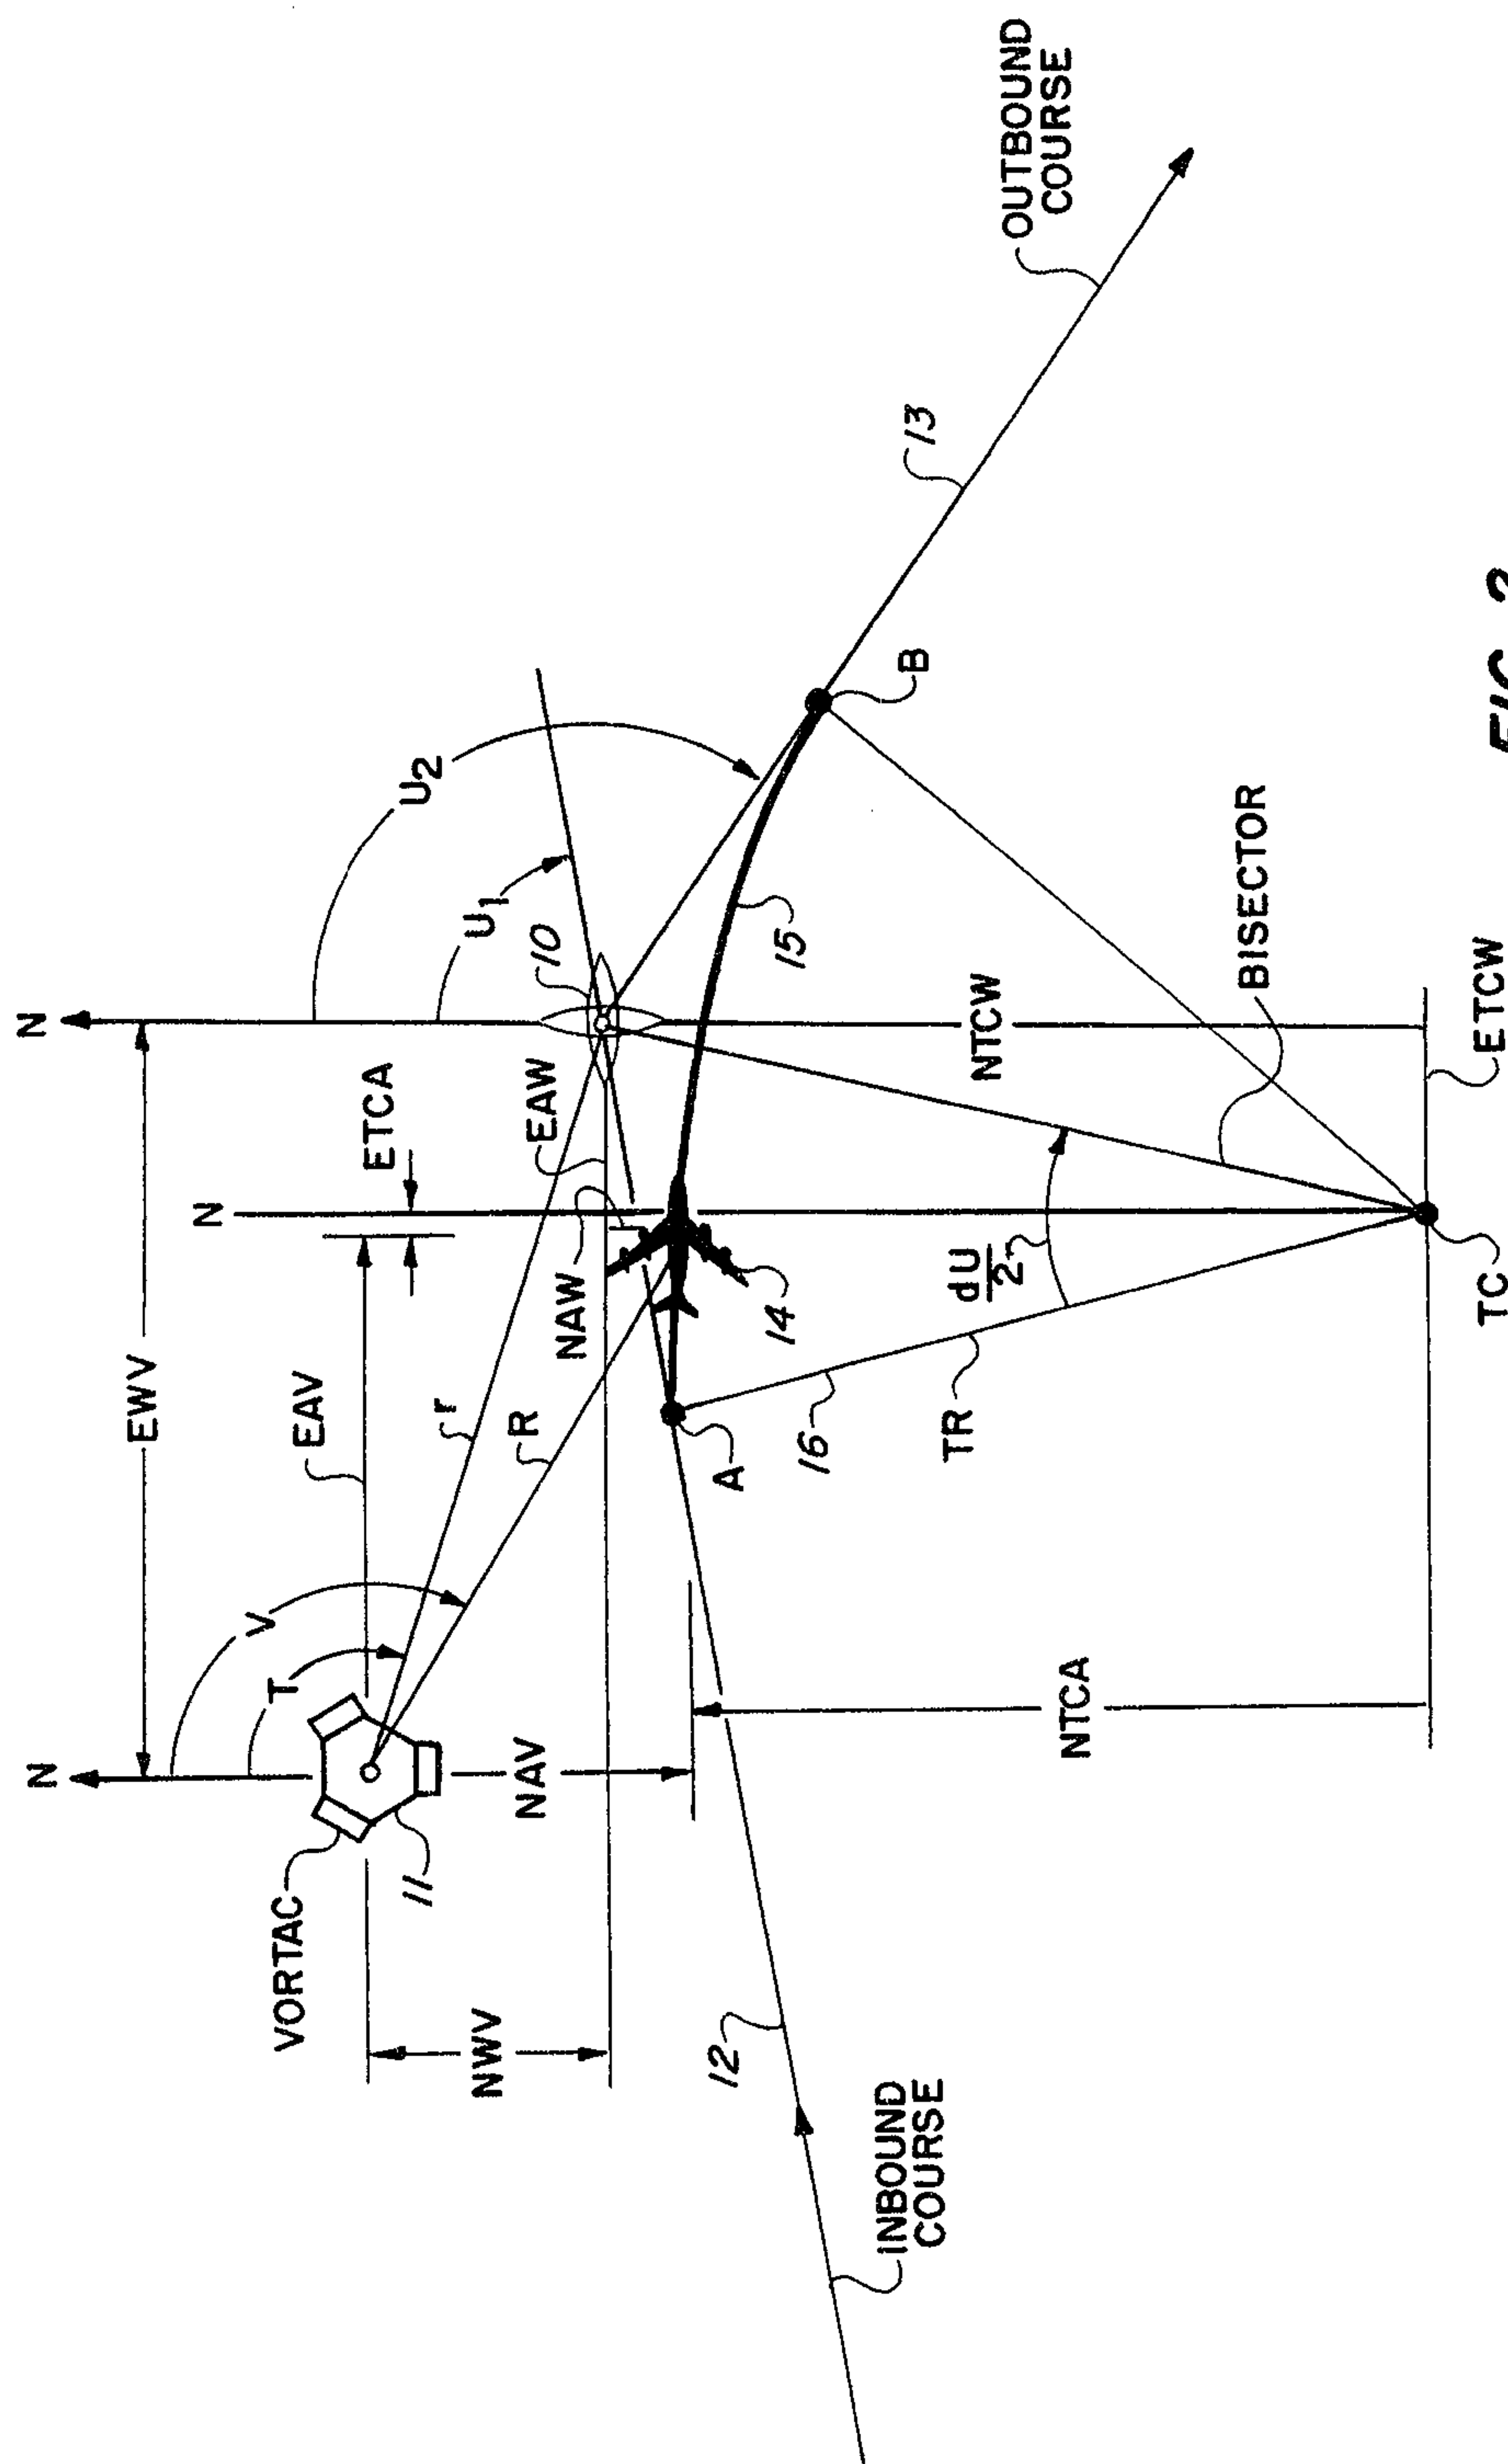 N
EWV
N
ETCA
EAV
N
V
T
VORTAC
11
NWV
NAV
r
R
NAW
EAW
10
U1
U2
OUTBOUND
COURSE
13
B
15
14
A
12
INBOUND
COURSE
16
TR
dU
2
NTCW
BISECTOR
NTCA
TC
ETCW